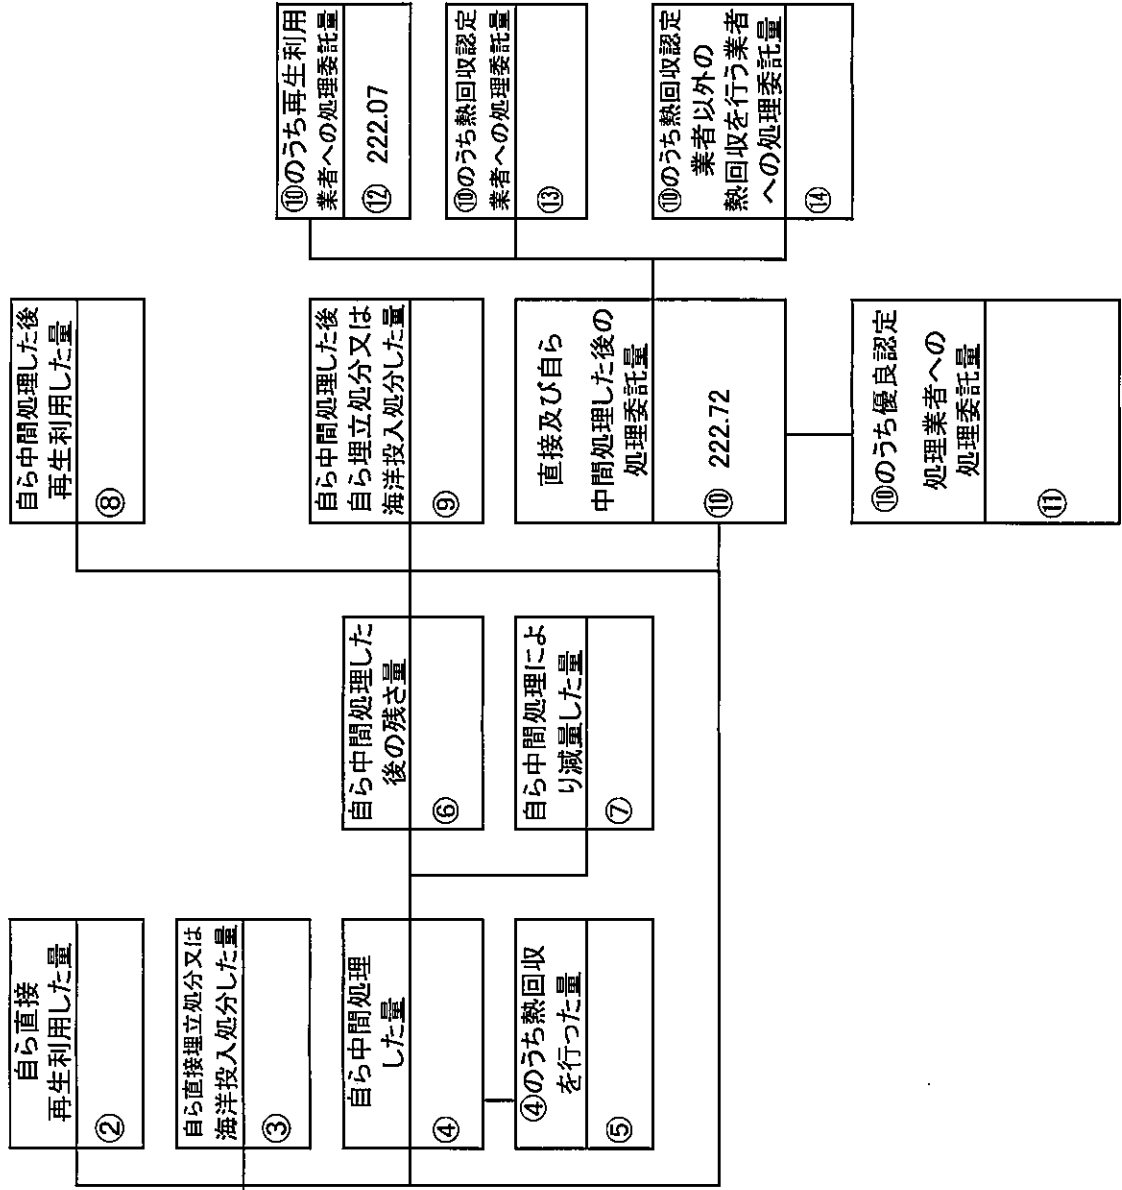 自ら直接
再生利用した量
②
自ら直接埋立処分又は
海洋投入処分した量
③
自ら中間処理
した量
④
④のうち熱回収
を行った量
⑤
自ら中間処理した
後の残さ量
⑥
自ら中間処理によ
り減量した量
⑦
自ら中間処理した後
再生利用した量
⑧
自ら中間処理した後
自ら埋立処分又は
海洋投入処分した量
⑨
直接及び自ら
中間処理した後の
処理委託量
⑩ 222.72
⑩のうち優良認定
処理業者への
処理委託量
⑪
⑩のうち再生利用
業者への処理委託量
⑫ 222.07
⑩のうち熱回収認定
業者への処理委託量
⑬
⑩のうち熱回収認定
業者以外の
熱回収を行う業者
への処理委託量
⑭